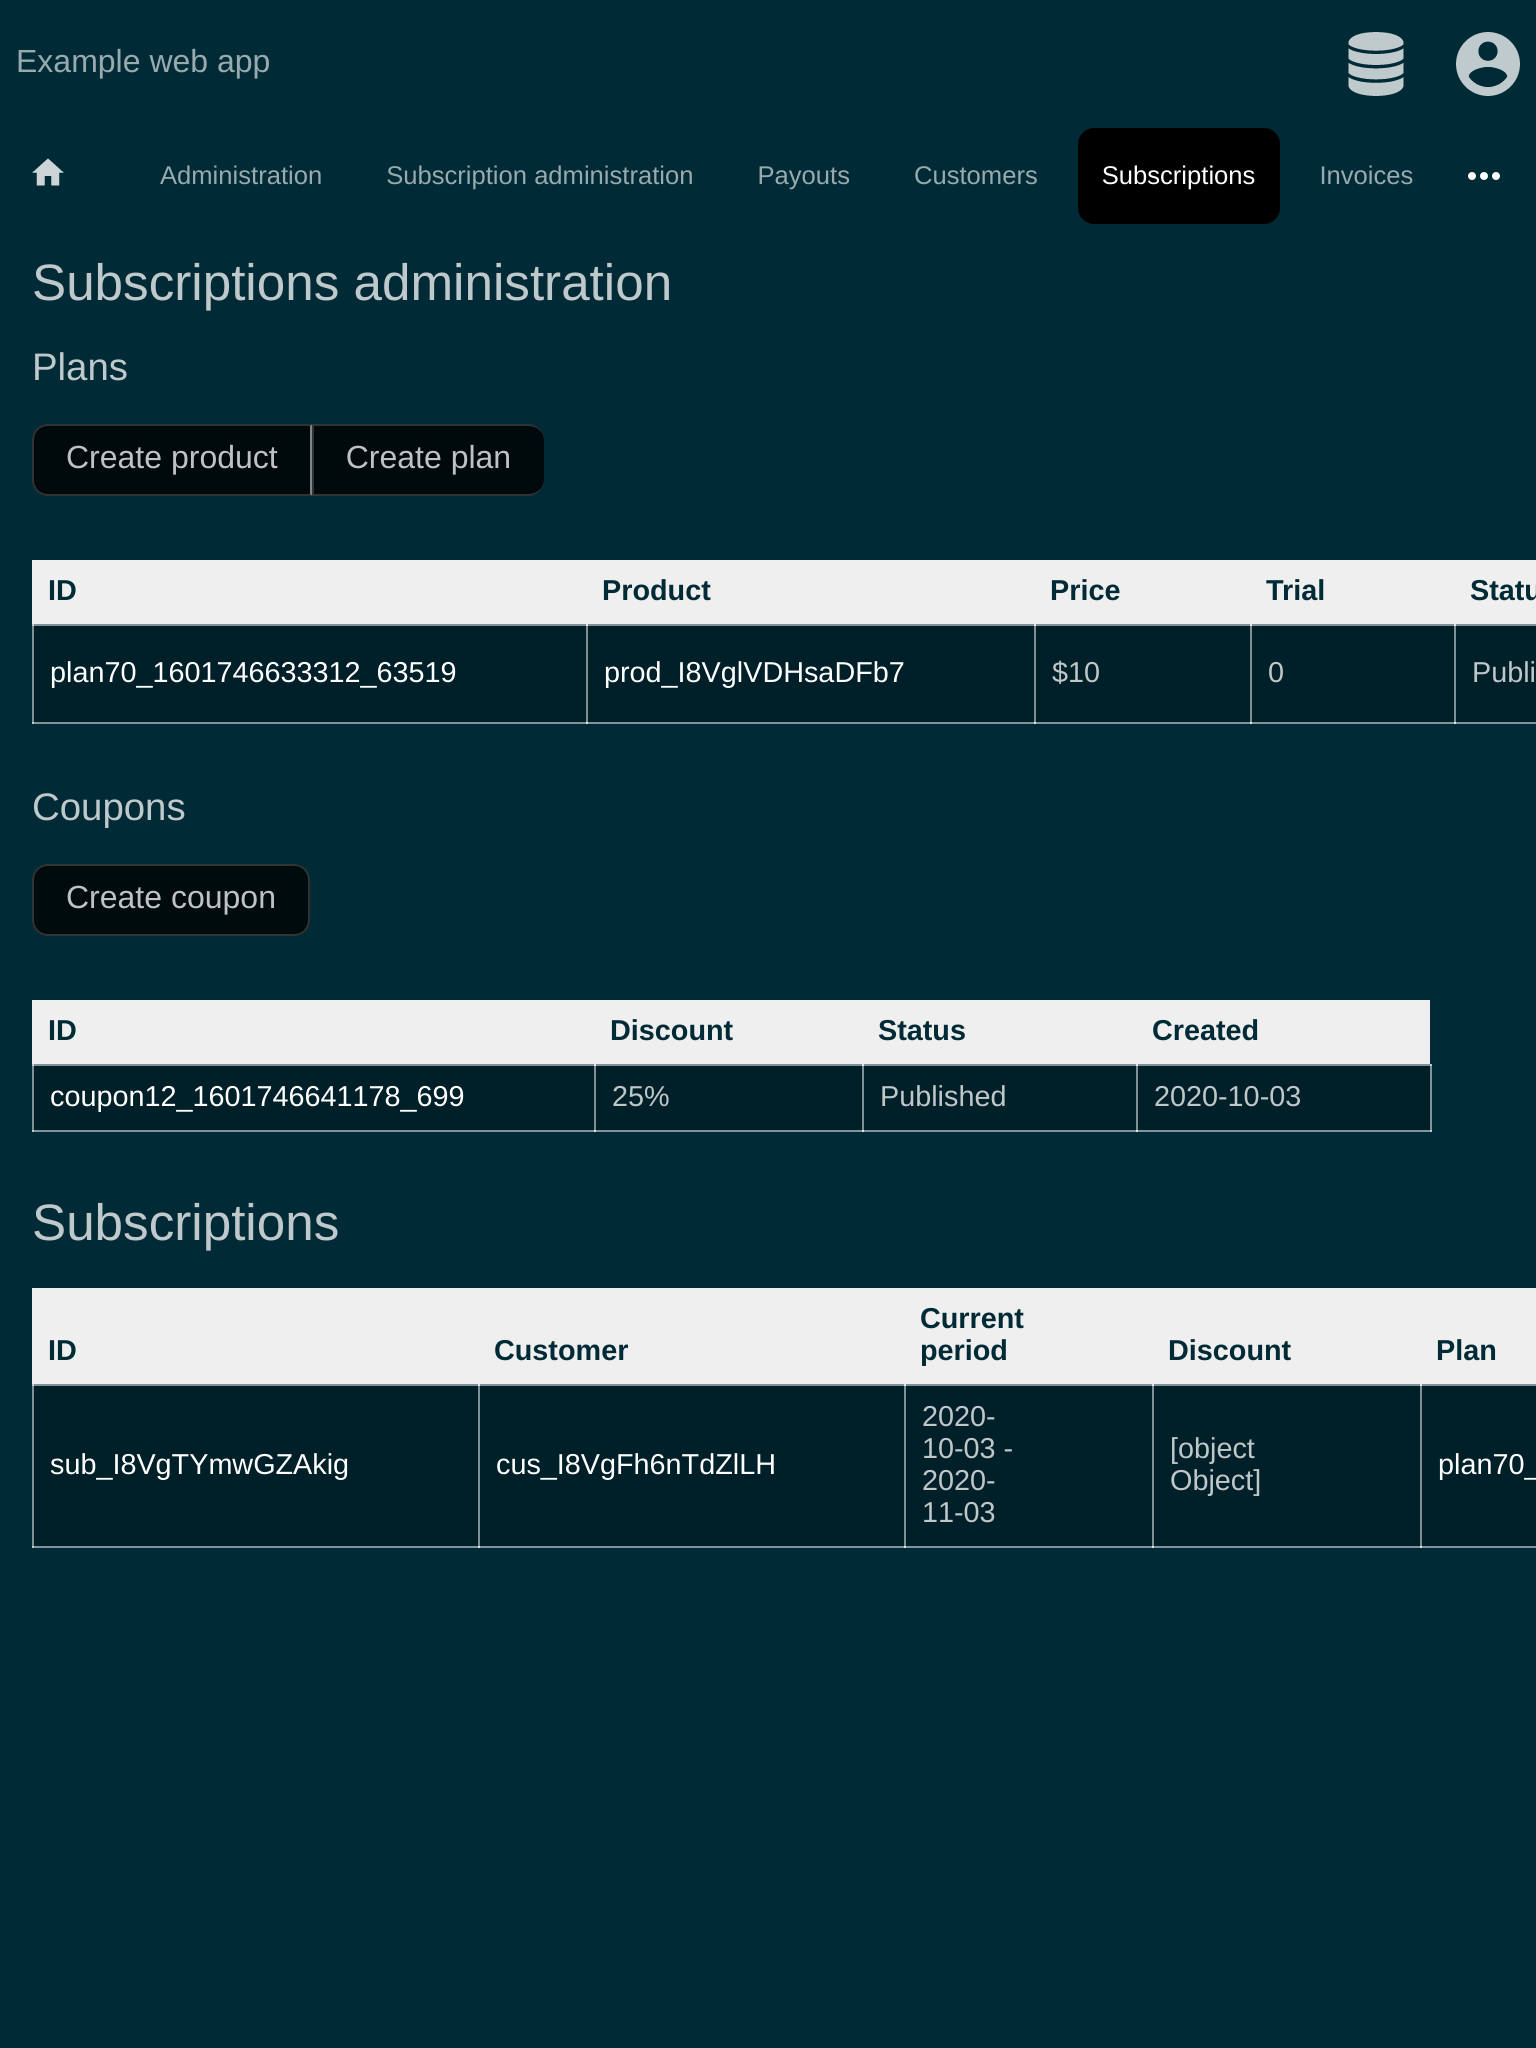 Example web app
Administration Subscription administration Payouts Customers Subscriptions Invoices
Subscriptions administration
Plans
Create product Create plan
ID Product Price Trial Statu
plan70_1601746633312_63519 prod_I8VglVDHsaDFb7 $10 0 Publi
Coupons
Create coupon
ID Discount Status Created
coupon12_1601746641178_699 25% Published 2020-10-03
Subscriptions
ID Customer Current period Discount Plan
sub_I8VgTYmwGZAkig cus_I8VgFh6nTdZlLH 2020-
10-03 -
2020-
11-03 [object
Object] plan70_